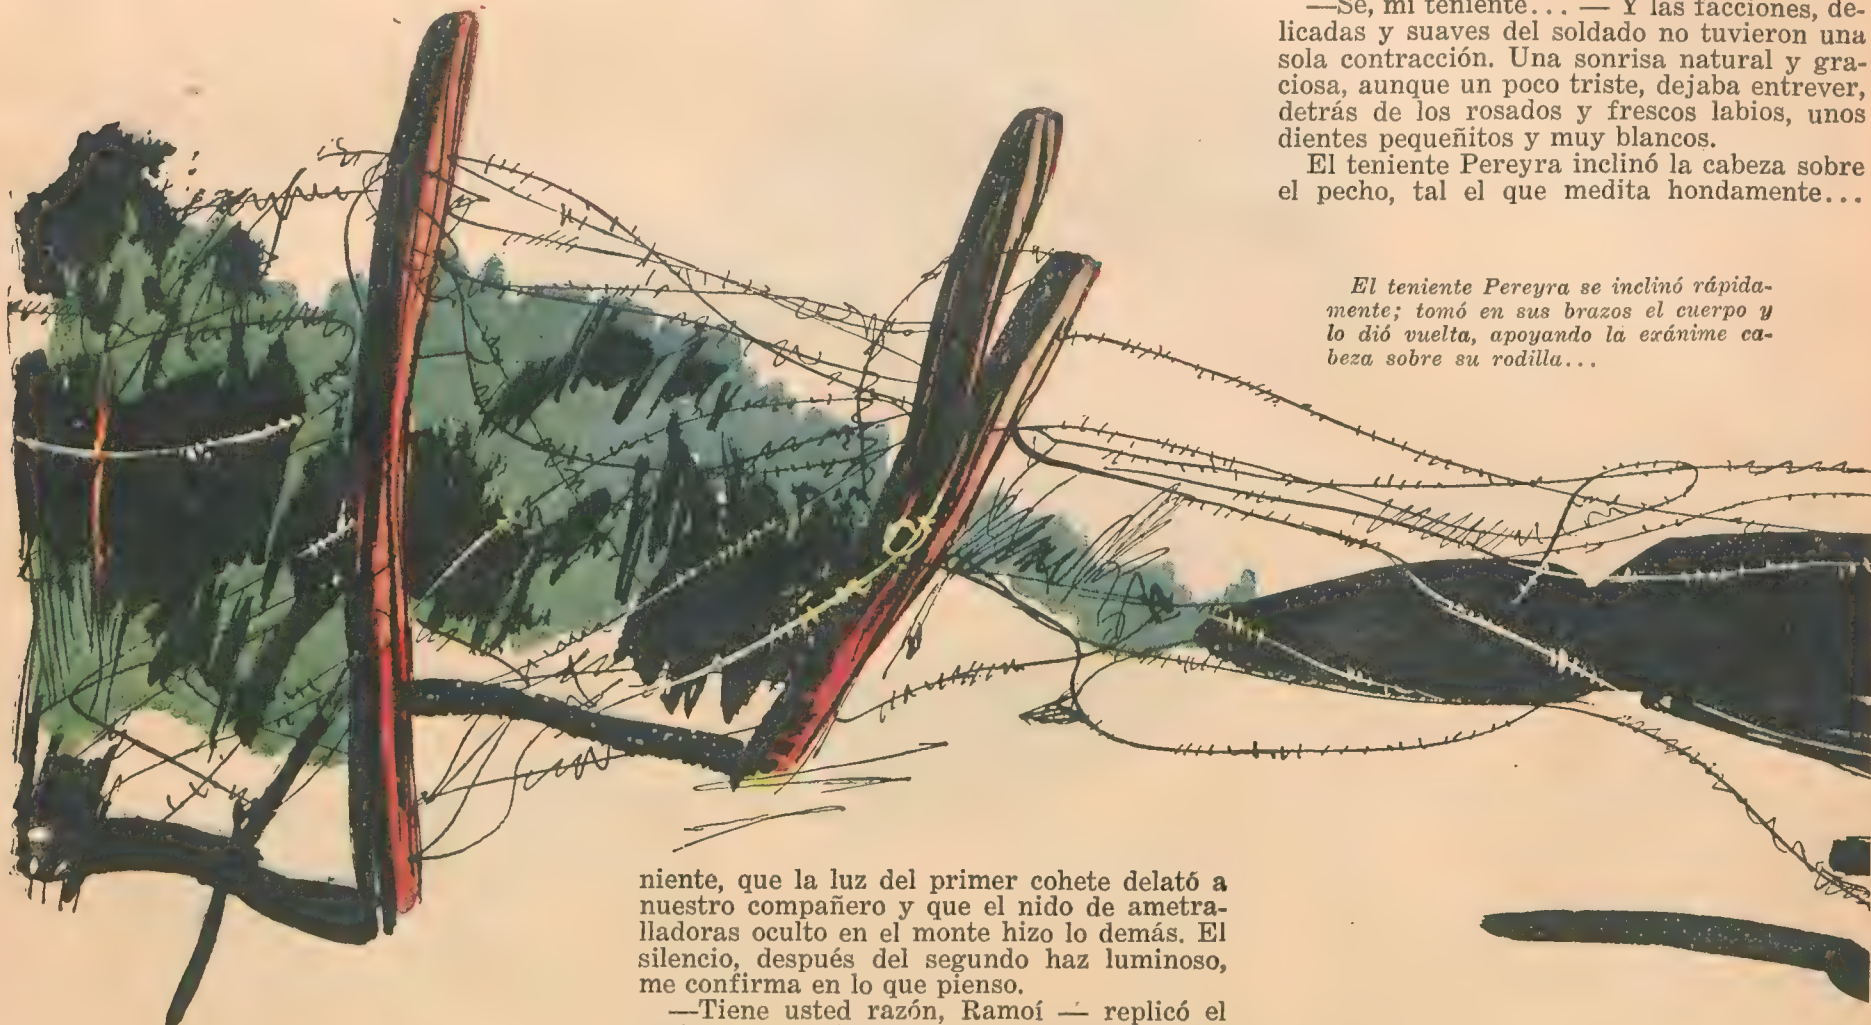 niente, que la luz del primer cohete delató a
nuestro compañero y que el nido de ametra-
lladoras oculto en el monte hizo lo demás. El
silencio, después del segundo haz luminoso,
me confirma en lo que pienso.
—Tiene usted razón, Ramoí — replicó el
—Sé, mi teniente... — Y las facciones, de-
licadas y suaves del soldado no tuvieron una
sola contracción. Una sonrisa natural y gra-
ciosa, aunque un poco triste, dejaba entrever,
detrás de los rosados y frescos labios, unos
dientes pequeñitos y muy blancos.
El teniente Pereyra inclinó la cabeza sobre
el pecho, tal el que medita hondamente...
El teniente Pereyra se inclinó rápida-
mente; tomó en sus brazos el cuerpo y
lo dió vuelta, apoyando la exánime ca-
beza sobre su rodilla...